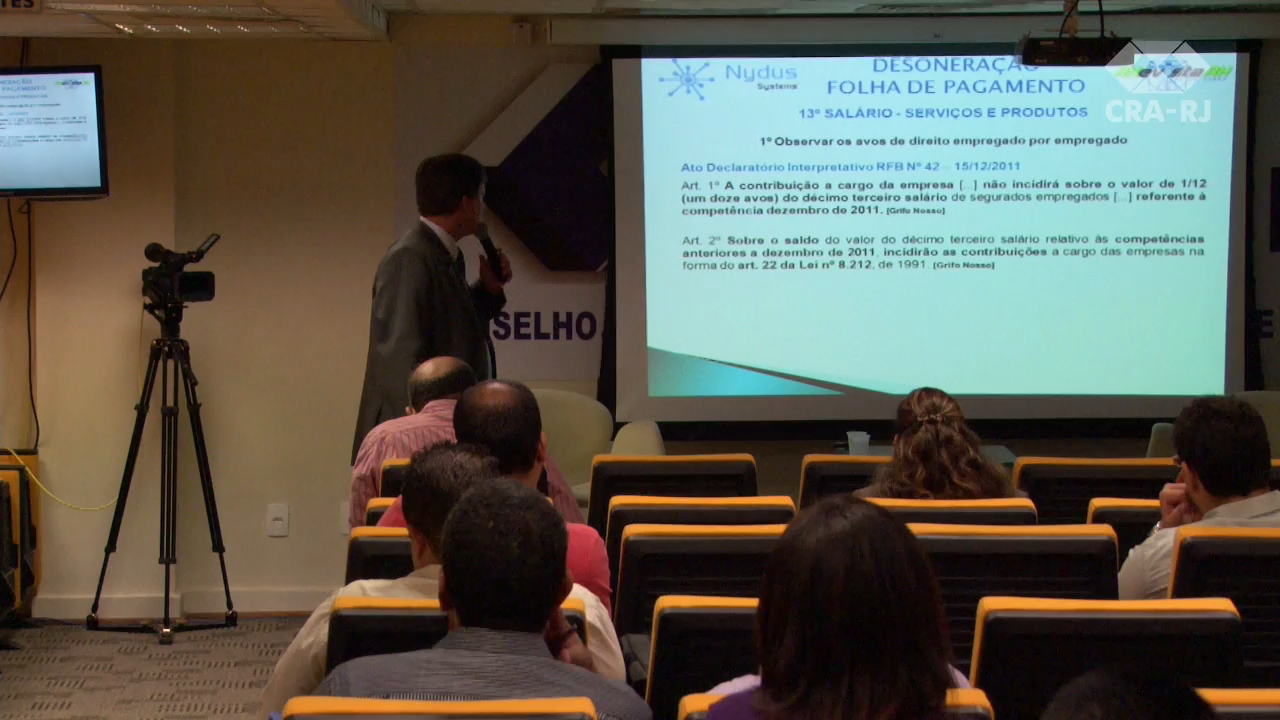 TES
Nydus
Systems
DESONERAÇÃO
FOLHA DE PAGAMENTO
CRA-RJ
13º SALÁRIO - SERVIÇOS E PRODUTOS
1º Observar os avos de direito empregado por empregado
Ato Declaratório Interpretativo RFB Nº 42 – 15/12/2011
Art. 1º A contribuição a cargo da empresa [...] não incidirá sobre o valor de 1/12
(um doze avos) do décimo terceiro salário de segurados empregados [...] referente à
competência dezembro de 2011. [Grifo Nosso]
Art. 2º Sobre o saldo do valor do décimo terceiro salário relativo às competências
anteriores a dezembro de 2011, incidirão as contribuições a cargo das empresas na
forma do art. 22 da Lei nº 8.212, de 1991. [Grifo Nosso]
SELHO
E